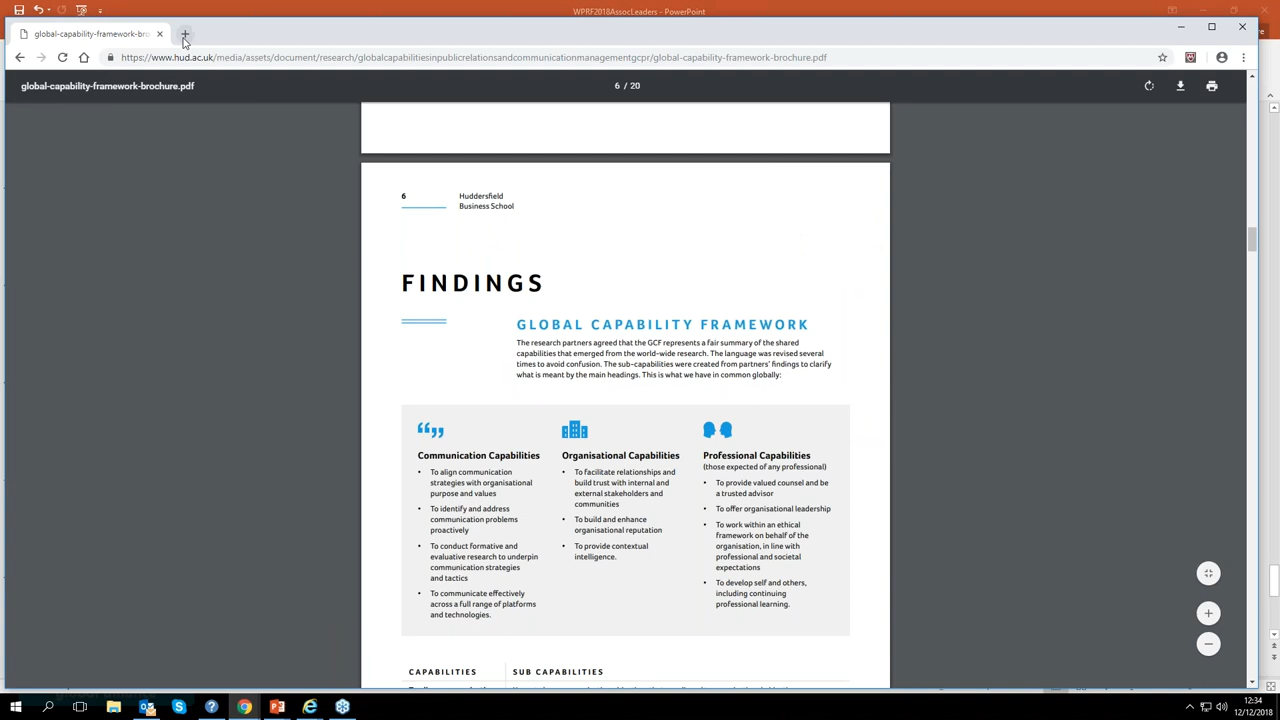 WPRF2018AssocLeaders - PowerPoint
global-capability-framework-bro
https://www.hud.ac.uk/media/assets/document/research/globalcapabilitiesinpublicrelationsandcommunicationmanagementgcpr/global-capability-framework-brochure.pdf
global-capability-framework-brochure.pdf
6 / 20
6
Huddersfield
Business School
FINDINGS
GLOBAL CAPABILITY FRAMEWORK
The research partners agreed that the GCF represents a fair summary of the shared
capabilities that emerged from the world-wide research. The language was revised several
times to avoid confusion. The sub-capabilities were created from partners' findings to clarify
what is meant by the main headings. This is what we have in common globally:
Communication Capabilities
• To align communication
strategies with organisational
purpose and values
• To identify and address
communication problems
proactively
• To conduct formative and
evaluative research to underpin
communication strategies
and tactics
• To communicate effectively
across a full range of platforms
and technologies.
Organisational Capabilities
• To facilitate relationships and
build trust with internal and
external stakeholders and
communities
• To build and enhance
organisational reputation
• To provide contextual
intelligence.
Professional Capabilities
(those expected of any professional)
• To provide valued counsel and be
a trusted advisor
• To offer organisational leadership
• To work within an ethical
framework on behalf of the
organisation, in line with
professional and societal
expectations
• To develop self and others,
including continuing
professional learning.
CAPABILITIES
SUB CAPABILITIES
12:34
12/12/2018